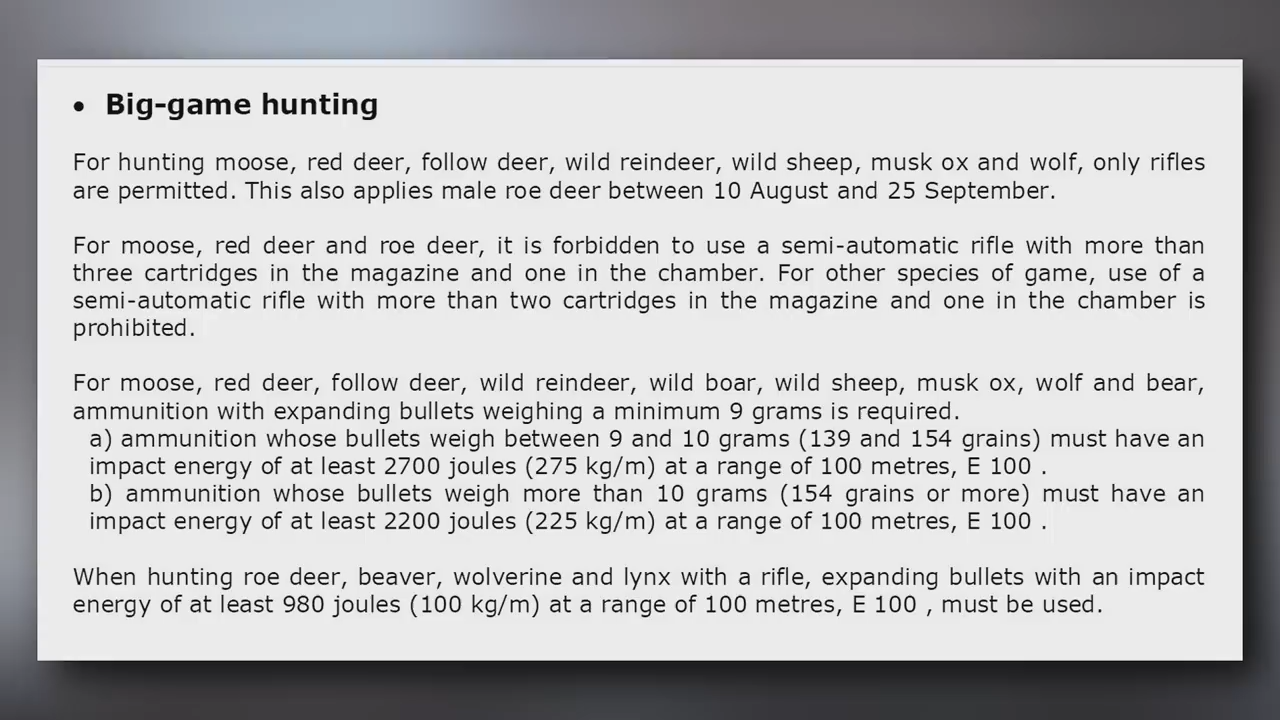 • Big-game hunting
For hunting moose, red deer, follow deer, wild reindeer, wild sheep, musk ox and wolf, only rifles
are permitted. This also applies male roe deer between 10 August and 25 September.
For moose, red deer and roe deer, it is forbidden to use a semi-automatic rifle with more than
three cartridges in the magazine and one in the chamber. For other species of game, use of a
semi-automatic rifle with more than two cartridges in the magazine and one in the chamber is
prohibited.
For moose, red deer, follow deer, wild reindeer, wild boar, wild sheep, musk ox, wolf and bear,
ammunition with expanding bullets weighing a minimum 9 grams is required.
a) ammunition whose bullets weigh between 9 and 10 grams (139 and 154 grains) must have an
impact energy of at least 2700 joules (275 kg/m) at a range of 100 metres, E 100 .
b) ammunition whose bullets weigh more than 10 grams (154 grains or more) must have an
impact energy of at least 2200 joules (225 kg/m) at a range of 100 metres, E 100 .
When hunting roe deer, beaver, wolverine and lynx with a rifle, expanding bullets with an impact
energy of at least 980 joules (100 kg/m) at a range of 100 metres, E 100 , must be used.